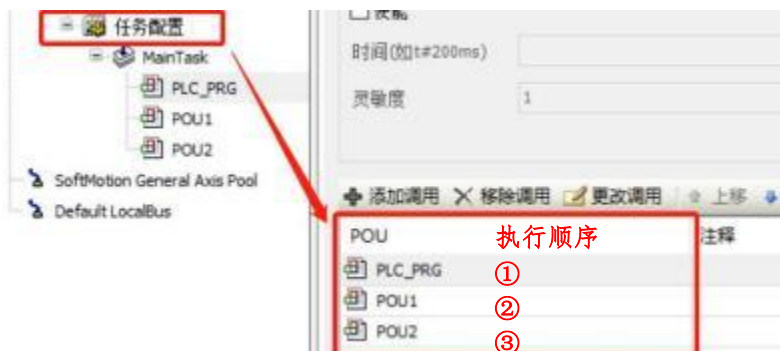 任务配置
MainTask
PLC_PRG
POU1
POU2
SoftMotion General Axis Pool
Default LocalBus
时间(如t#200ms)
灵敏度
1
添加调用 移除调用 更改调用 上移
POU 执行顺序 注释
PLC_PRG ①
POU1 ②
POU2 ③